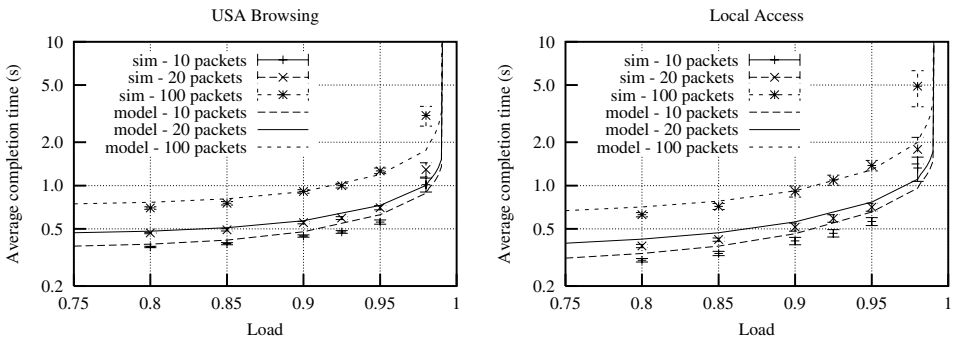 USA Browsing
Average completion time (s)
10
5.0
2.0
1.0
0.5
0.2
sim - 10 packets
sim - 20 packets
sim - 100 packets
model - 10 packets
model - 20 packets
model - 100 packets
0.75 0.8 0.85 0.9 0.95 1
Load
Local Access
Average completion time (s)
10
5.0
2.0
1.0
0.5
0.2
sim - 10 packets
sim - 20 packets
sim - 100 packets
model - 10 packets
model - 20 packets
model - 100 packets
0.75 0.8 0.85 0.9 0.95 1
Load